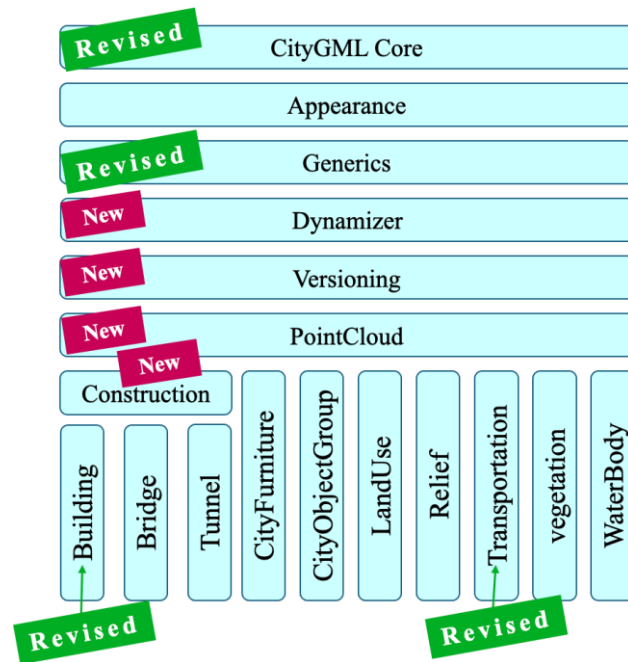 Revised
CityGML Core
Appearance
Revised
Generics
New
Dynamizer
New
Versioning
New
PointCloud
New
Construction
Building
Bridge
Tunnel
CityFurniture
CityObjectGroup
LandUse
Relief
Transportation
vegetation
WaterBody
Revised
Revised